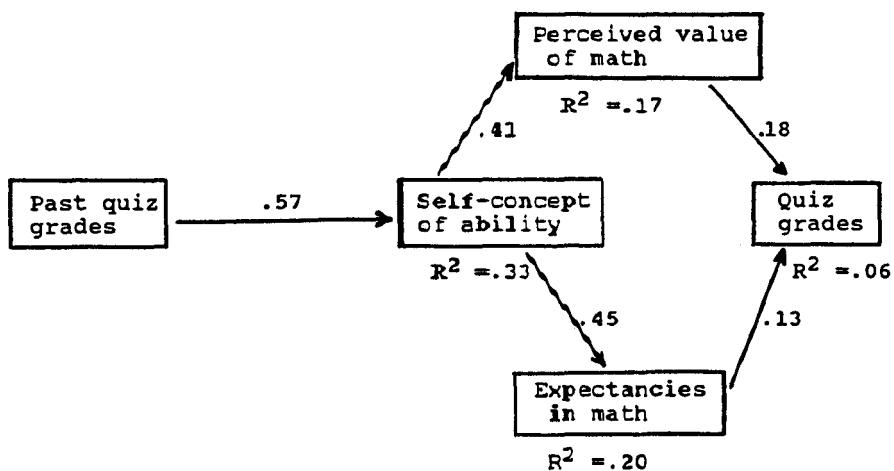 Perceived value
of math
R² =.17
.41
.18
Past quiz
grades
.57
Self-concept
of ability
R² =.33
Quiz
grades
R² =.06
.45
.13
Expectancies
in math
R² =.20